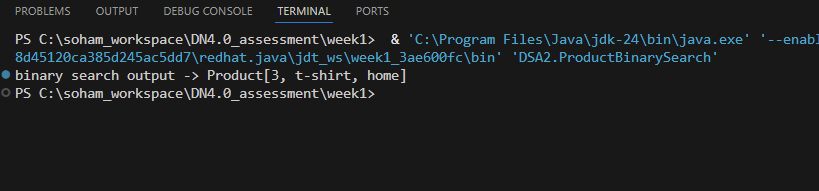 PROBLEMS OUTPUT DEBUG CONSOLE TERMINAL PORTS
PS C:\soham_workspace\DN4.0_assessment\week1>  & 'C:\Program Files\Java\jdk-24\bin\java.exe' '--enabl
8d45120ca385d245ac5dd7\redhat.java\jdt_ws\week1_3ae600fc\bin' 'DSA2.ProductBinarySearch'
binary search output -> Product[3, t-shirt, home]
PS C:\soham_workspace\DN4.0_assessment\week1>